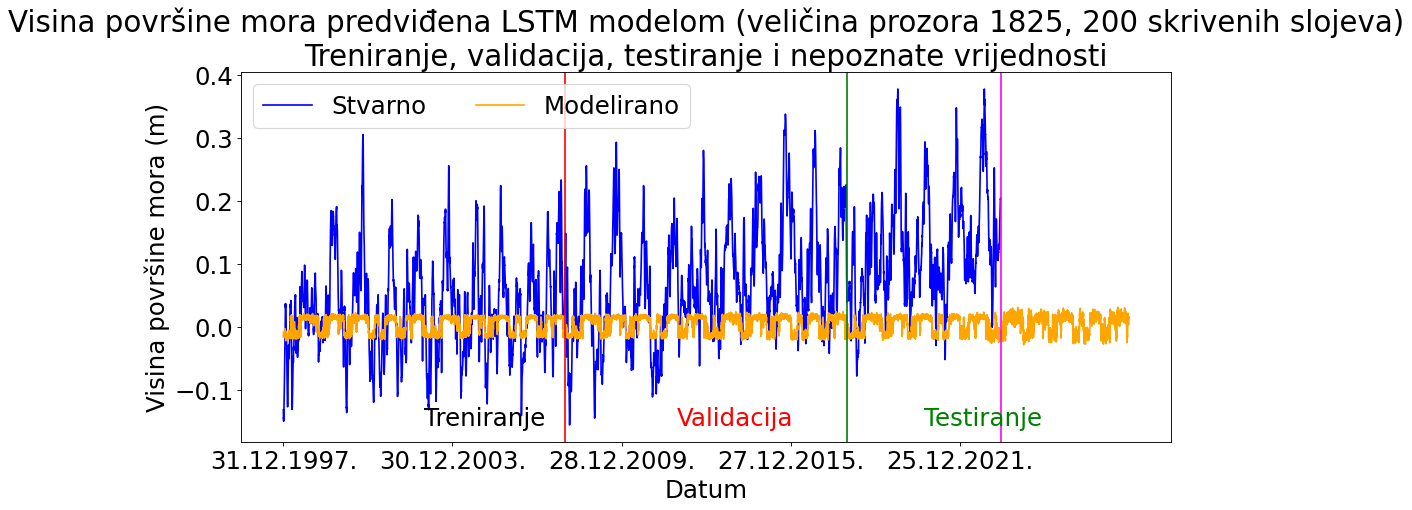 Visina površine mora predviđena LSTM modelom (veličina prozora 1825, 200 skrivenih slojeva)
Treniranje, validacija, testiranje i nepoznate vrijednosti
Stvarno
Modelirano
Visina površine mora (m)
0.4
0.3
0.2
0.1
0.0
−0.1
Treniranje
Validacija
Testiranje
31.12.1997.
30.12.2003.
28.12.2009.
27.12.2015.
25.12.2021.
Datum